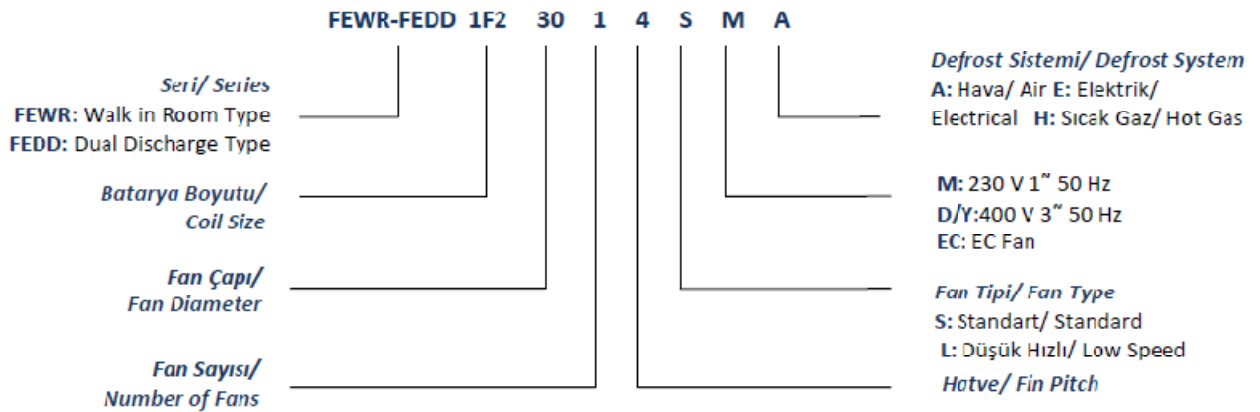 FEWR-FEDD 1F2 30 1 4 S M A
Seri/ Series
FEWR: Walk in Room Type
FEDD: Dual Discharge Type
Batarya Boyutu/
Coil Size
Fan Çapı/
Fan Diameter
Fan Sayısı/
Number of Fans
Defrost Sistemi/ Defrost System
A: Hava/ Air E: Elektrik/
Electrical H: Sıcak Gaz/ Hot Gas
M: 230 V 1~ 50 Hz
D/Y:400 V 3~ 50 Hz
EC: EC Fan
Fan Tipi/ Fan Type
S: Standart/ Standard
L: Düşük Hızlı/ Low Speed
Hatve/ Fin Pitch